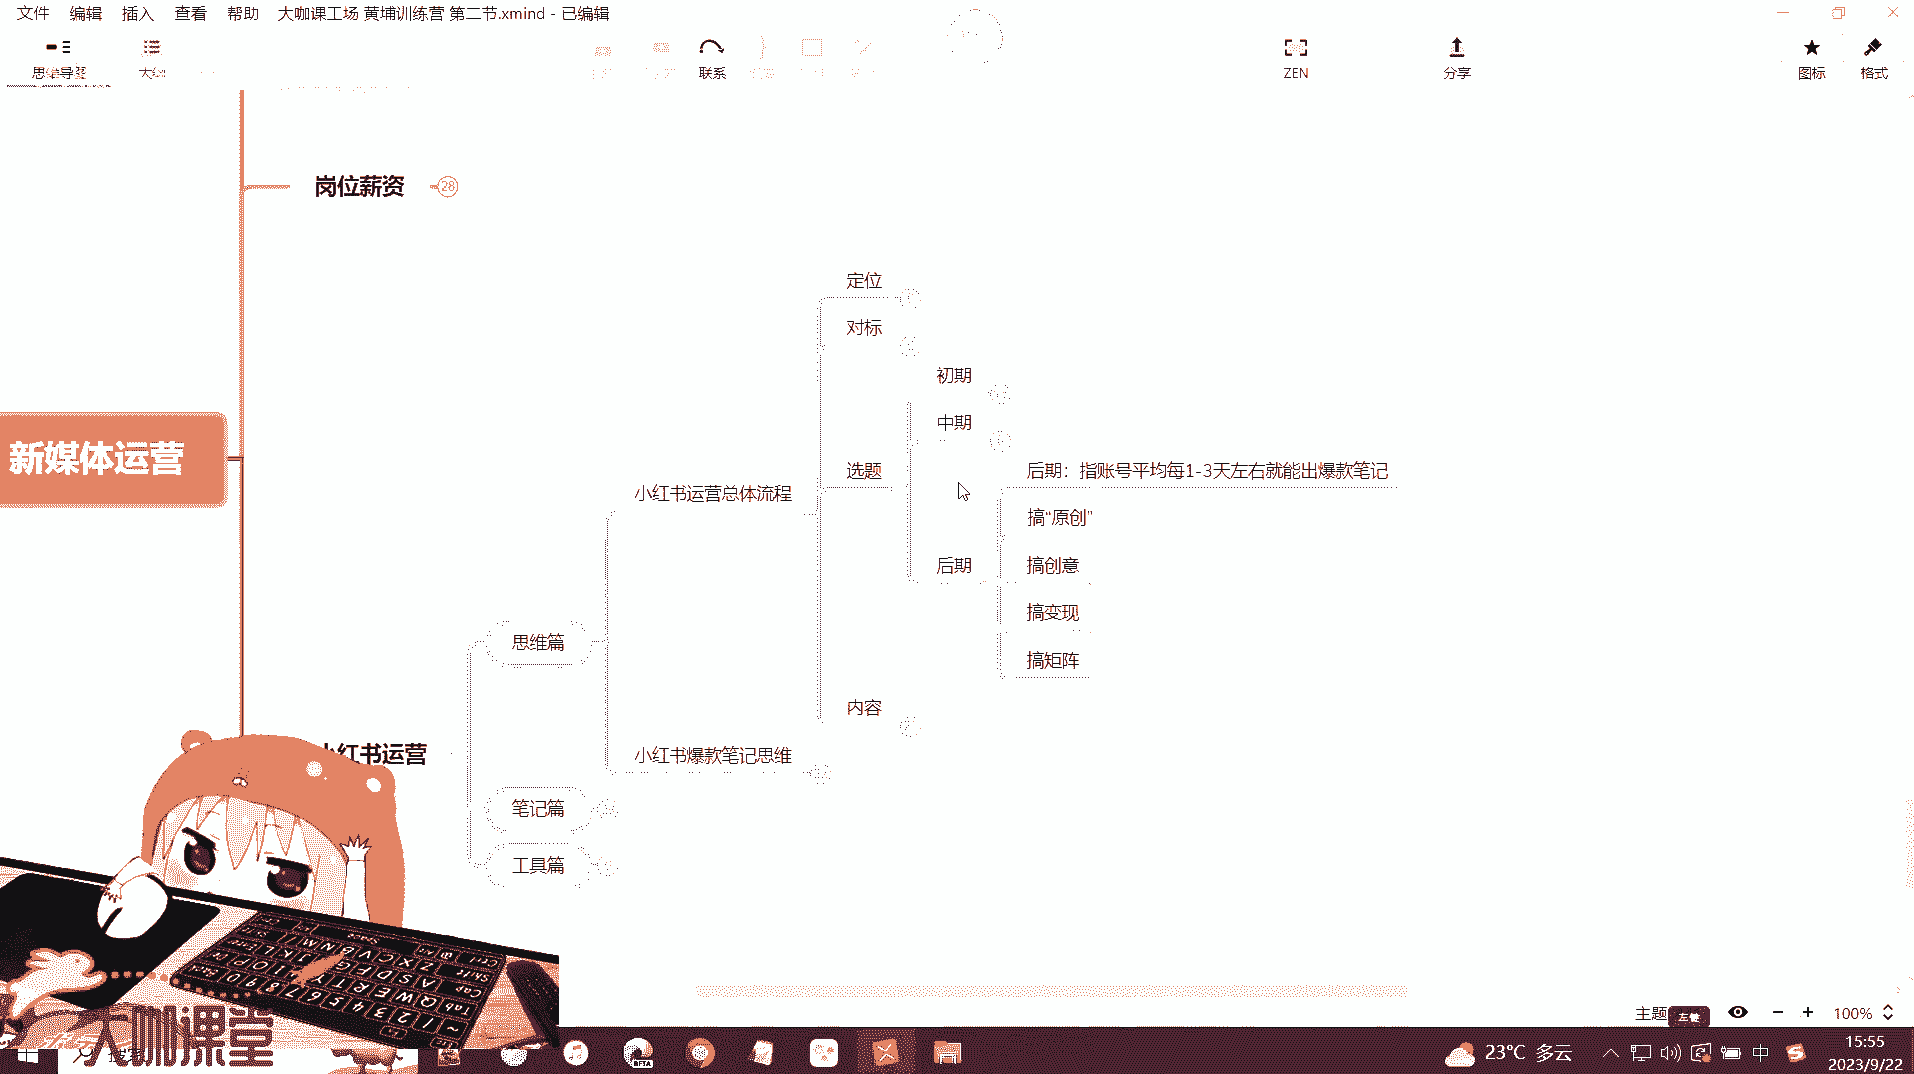 文件 编辑 插入 查看 帮助 大咖课工场 黄埔训练营 第二节.xmind - 已编辑
思维导图 大纲 联系 ZEN 分享 图标 格式
岗位薪资 28
定位
对标
初期
中期
新媒体运营
选题
后期：指账号平均每1-3天左右就能出爆款笔记
小红书运营总体流程
搞“原创”
后期
搞创意
搞变现
思维篇
搞矩阵
内容
小红书运营
小红书爆款笔记思维
笔记篇
工具篇
主题 100%
大咖课堂
搜索
BETA
23°C 多云
中
15:55
2023/9/22